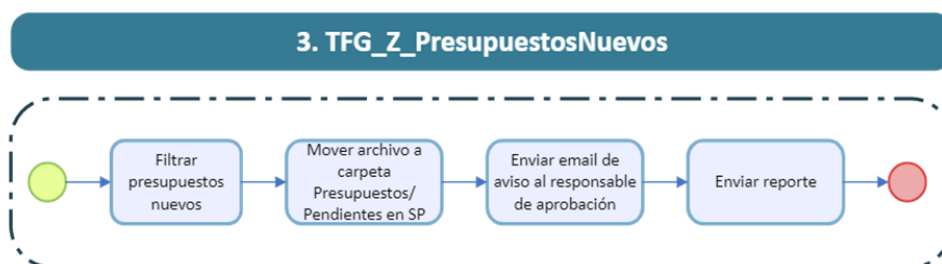 3. TFG_Z_PresupuestosNuevos
Filtrar
presupuestos
nuevos
Mover archivo a
carpeta
Presupuestos/
Pendientes en SP
Enviar email de
aviso al responsable
de aprobación
Enviar reporte